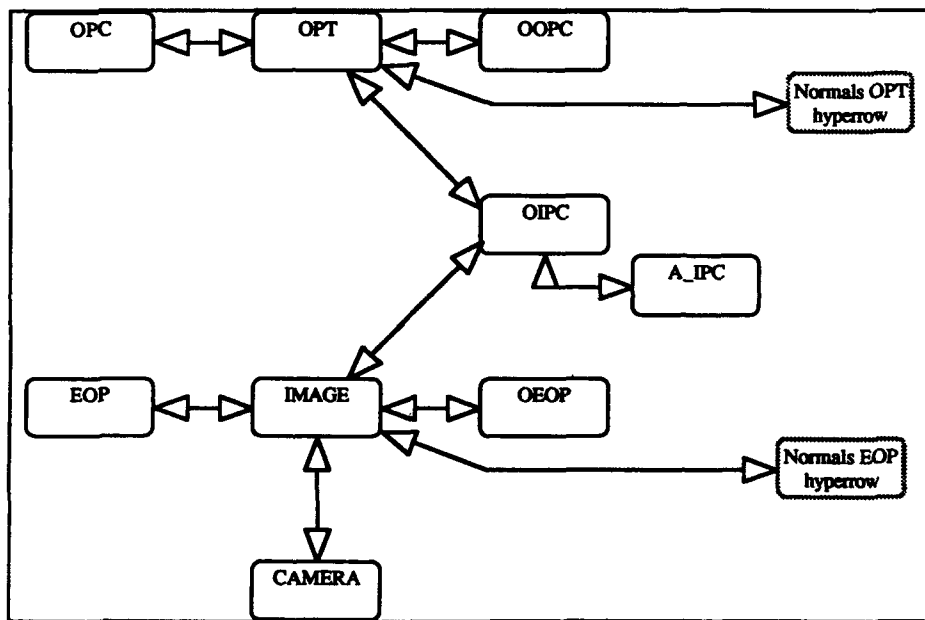 OPC
OPT
OOPC
Normals OPT
hyperrow
OIPC
A_IPC
EOP
IMAGE
OEOP
Normals EOP
hyperrow
CAMERA